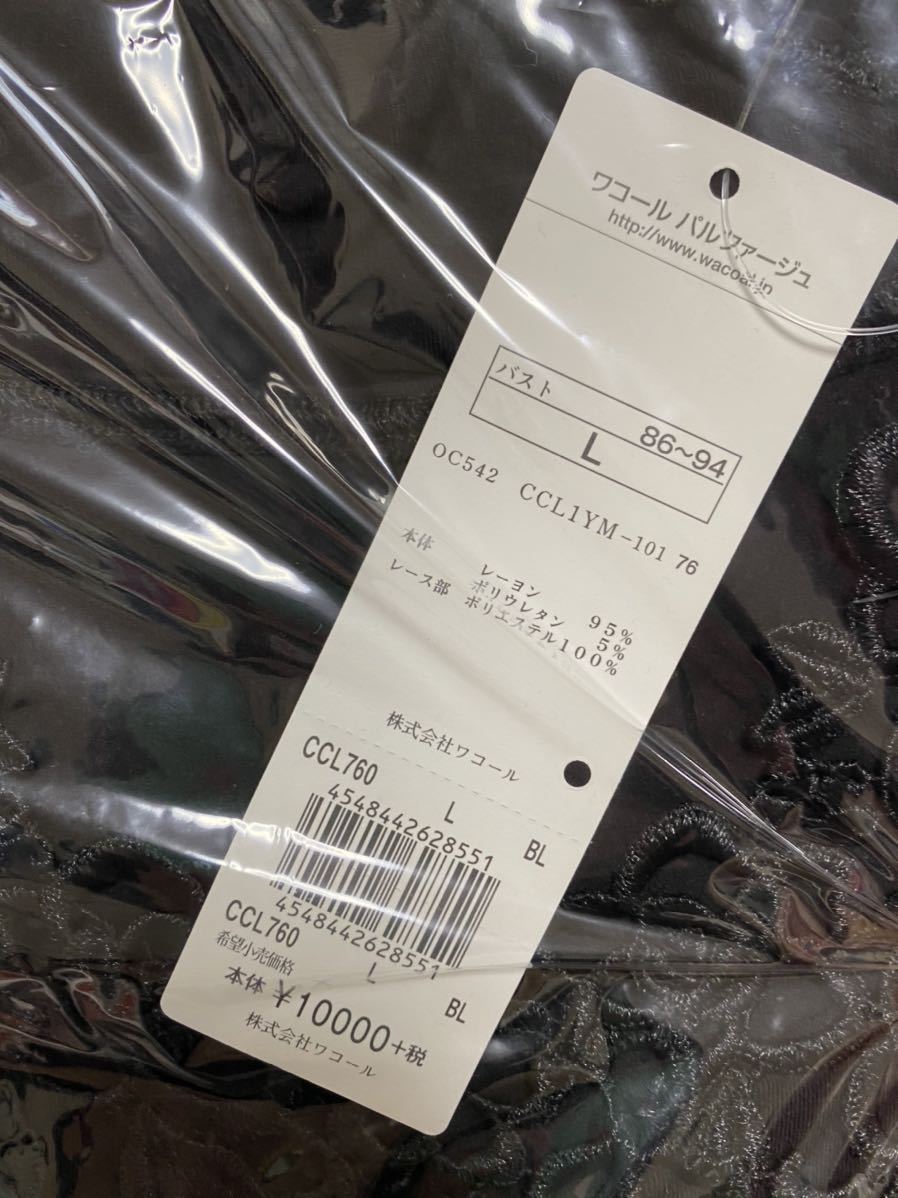 ワコール パルファージュ
http://www.wacoal.jp
バスト 86~94
L
OC542 CCL1YM-101 76
本体 レーヨン 95%
ポリウレタン 5%
レース部 ポリエステル100%
株式会社ワコール
CCL760 L BL
4548442628551
4548442628551
CCL760 L BL
希望小売価格
本体 ¥10000+税
株式会社ワコール